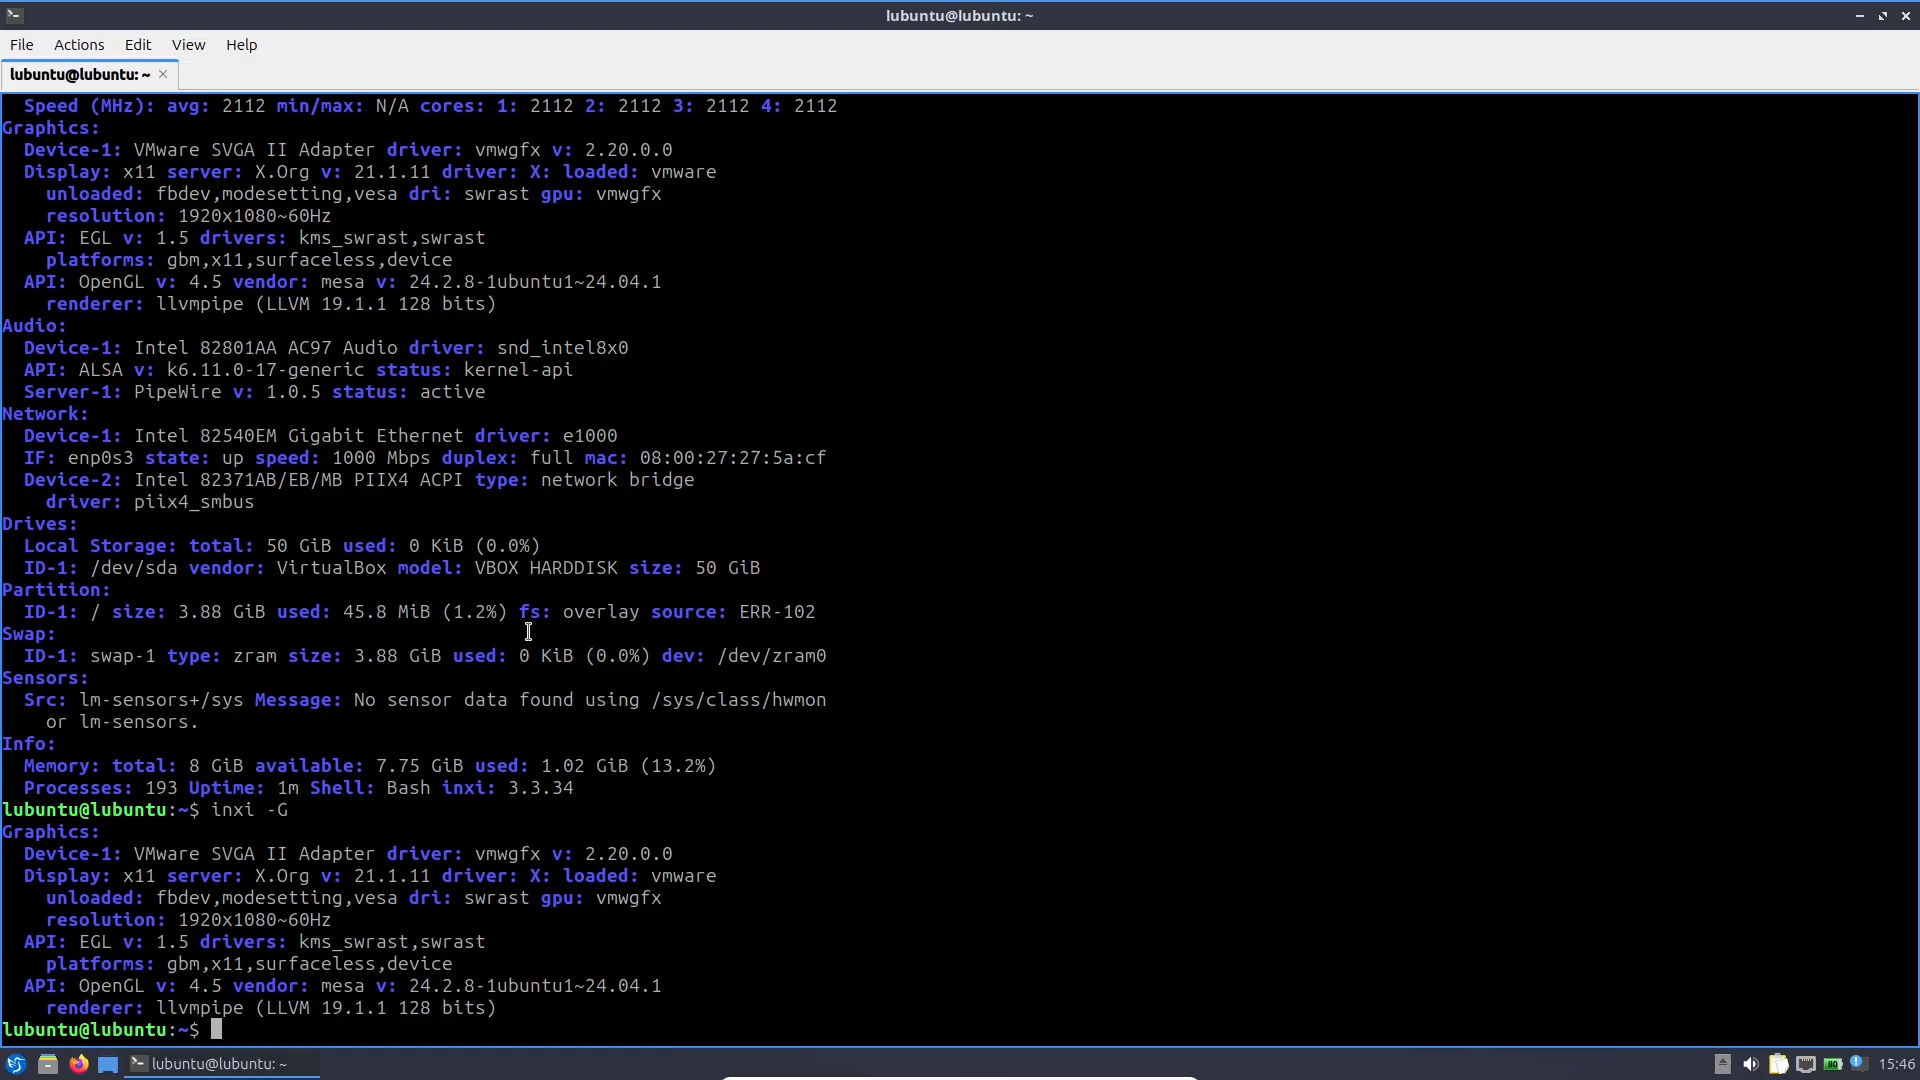 lubuntu@lubuntu: ~
File Actions Edit View Help
lubuntu@lubuntu: ~
Speed (MHz): avg: 2112 min/max: N/A cores: 1: 2112 2: 2112 3: 2112 4: 2112
Graphics:
Device-1: VMware SVGA II Adapter driver: vmwgfx v: 2.20.0.0
Display: x11 server: X.Org v: 21.1.11 driver: X: loaded: vmware
unloaded: fbdev,modesetting,vesa dri: swrast gpu: vmwgfx
resolution: 1920x1080~60Hz
API: EGL v: 1.5 drivers: kms_swrast,swrast
platforms: gbm,x11,surfaceless,device
API: OpenGL v: 4.5 vendor: mesa v: 24.2.8-1ubuntu1~24.04.1
renderer: llvmpipe (LLVM 19.1.1 128 bits)
Audio:
Device-1: Intel 82801AA AC97 Audio driver: snd_intel8x0
API: ALSA v: k6.11.0-17-generic status: kernel-api
Server-1: PipeWire v: 1.0.5 status: active
Network:
Device-1: Intel 82540EM Gigabit Ethernet driver: e1000
IF: enp0s3 state: up speed: 1000 Mbps duplex: full mac: 08:00:27:27:5a:cf
Device-2: Intel 82371AB/EB/MB PIIX4 ACPI type: network bridge
driver: piix4_smbus
Drives:
Local Storage: total: 50 GiB used: 0 KiB (0.0%)
ID-1: /dev/sda vendor: VirtualBox model: VBOX HARDDISK size: 50 GiB
Partition:
ID-1: / size: 3.88 GiB used: 45.8 MiB (1.2%) fs: overlay source: ERR-102
Swap:
ID-1: swap-1 type: zram size: 3.88 GiB used: 0 KiB (0.0%) dev: /dev/zram0
Sensors:
Src: lm-sensors+/sys Message: No sensor data found using /sys/class/hwmon
or lm-sensors.
Info:
Memory: total: 8 GiB available: 7.75 GiB used: 1.02 GiB (13.2%)
Processes: 193 Uptime: 1m Shell: Bash inxi: 3.3.34
lubuntu@lubuntu:~$ inxi -G
Graphics:
Device-1: VMware SVGA II Adapter driver: vmwgfx v: 2.20.0.0
Display: x11 server: X.Org v: 21.1.11 driver: X: loaded: vmware
unloaded: fbdev,modesetting,vesa dri: swrast gpu: vmwgfx
resolution: 1920x1080~60Hz
API: EGL v: 1.5 drivers: kms_swrast,swrast
platforms: gbm,x11,surfaceless,device
API: OpenGL v: 4.5 vendor: mesa v: 24.2.8-1ubuntu1~24.04.1
renderer: llvmpipe (LLVM 19.1.1 128 bits)
lubuntu@lubuntu:~$
lubuntu@lubuntu: ~ 80 15:46